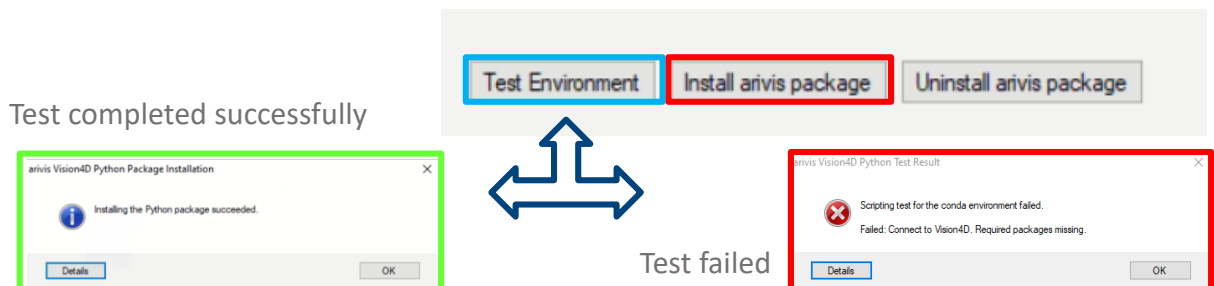 Test Environment
Install arivis package
Uninstall arivis package
Test completed successfully
arivis Vision4D Python Package Installation
Installing the Python package succeeded.
Details
OK
Test failed
arivis Vision4D Python Test Result
Scripting test for the conda environment failed.
Failed: Connect to Vision4D. Required packages missing.
Details
OK